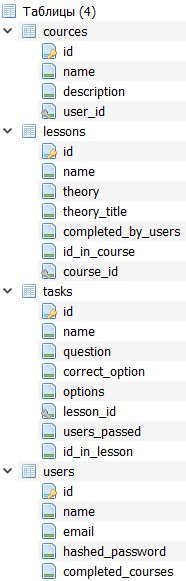 Таблицы (4)
cources
id
name
description
user_id
lessons
id
name
theory
theory_title
completed_by_users
id_in_course
course_id
tasks
id
name
question
correct_option
options
lesson_id
users_passed
id_in_lesson
users
id
name
email
hashed_password
completed_courses